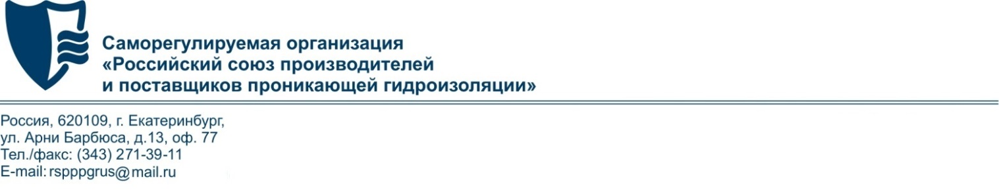 Саморегулируемая организация
«Российский союз производителей
и поставщиков проникающей гидроизоляции»
Россия, 620109, г. Екатеринбург,
ул. Арни Барбюса, д.13, оф. 77
Тел./факс: (343) 271-39-11
E-mail: rspppgrus@mail.ru